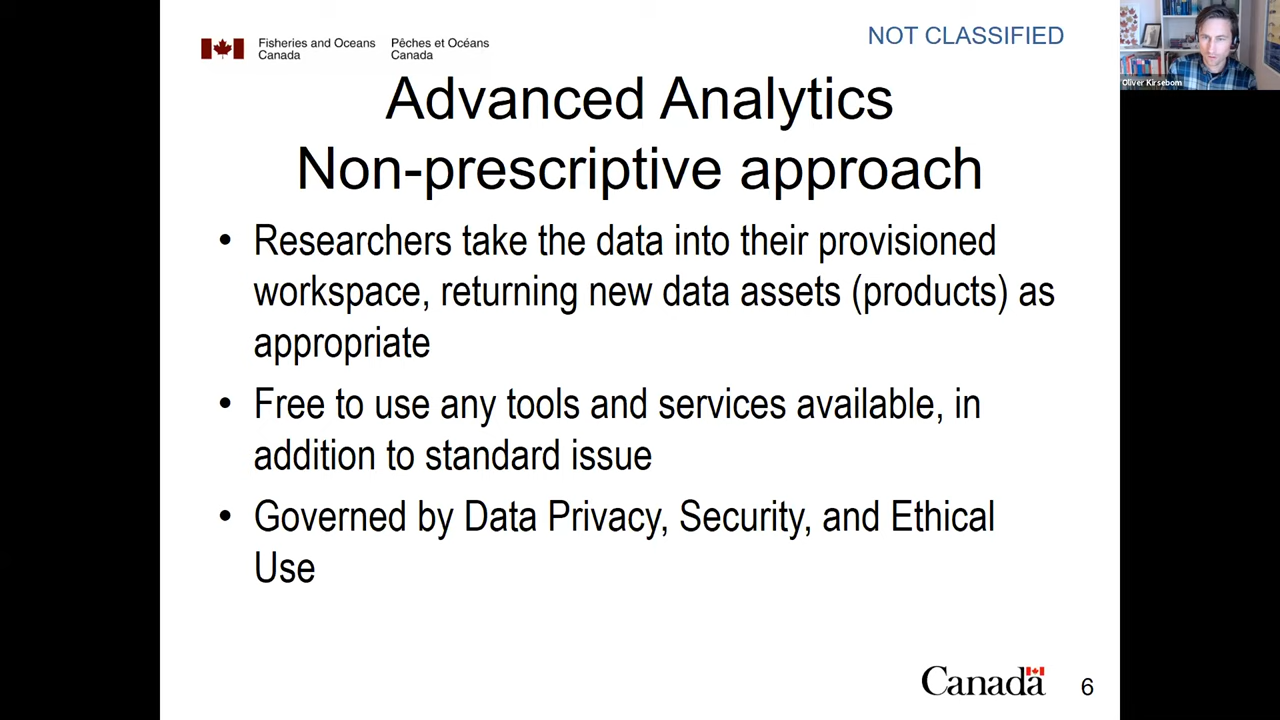 Fisheries and Oceans
Canada
Pêches et Océans
Canada
NOT CLASSIFIED
Oliver Kirsebom
Advanced Analytics
Non-prescriptive approach
• Researchers take the data into their provisioned
workspace, returning new data assets (products) as
appropriate
• Free to use any tools and services available, in
addition to standard issue
• Governed by Data Privacy, Security, and Ethical
Use
Canada
6